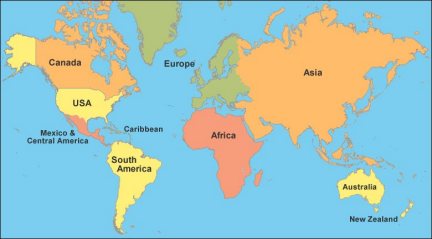 Canada
Europe
Asia
USA
Mexico &
Central America
Caribbean
Africa
South
America
Australia
New Zealand